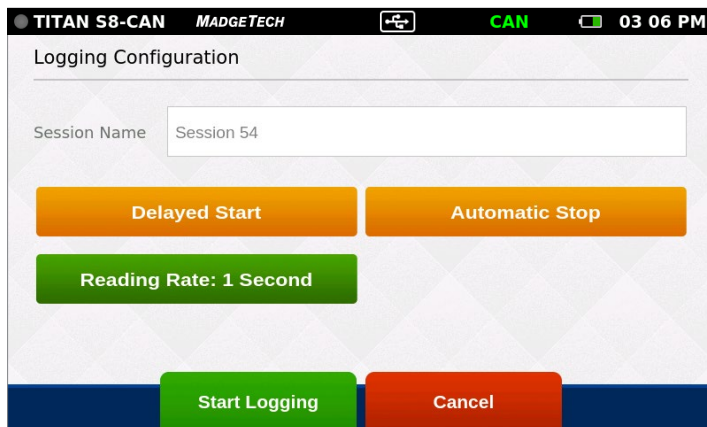 TITAN S8-CAN MADGETECH CAN 03 06 PM
Logging Configuration
Session Name Session 54
Delayed Start Automatic Stop
Reading Rate: 1 Second
Start Logging Cancel